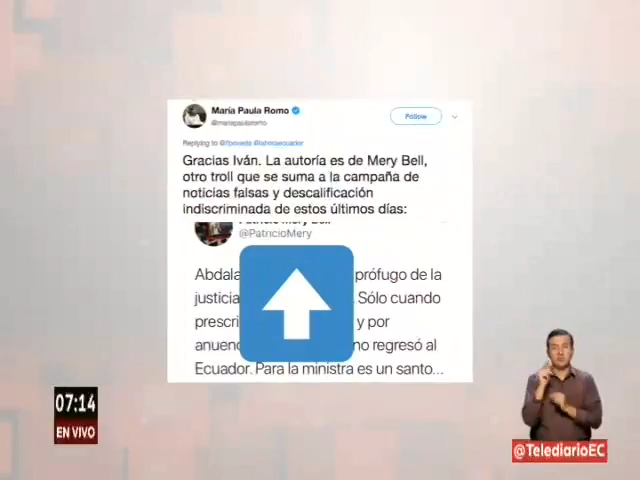 María Paula Romo
@mariapaularomo
Follow
Replying to
Gracias Iván. La autoría es de Mery Bell,
otro troll que se suma a la campaña de
noticias falsas y descalificación
indiscriminada de estos últimos días:
@PatricioMery
Abdala prófugo de la
justicia . Sólo cuando
prescri y por
anuenc no regresó al
Ecuador. Para la ministra es un santo...
07:14
EN VIVO
@TelediarioEC